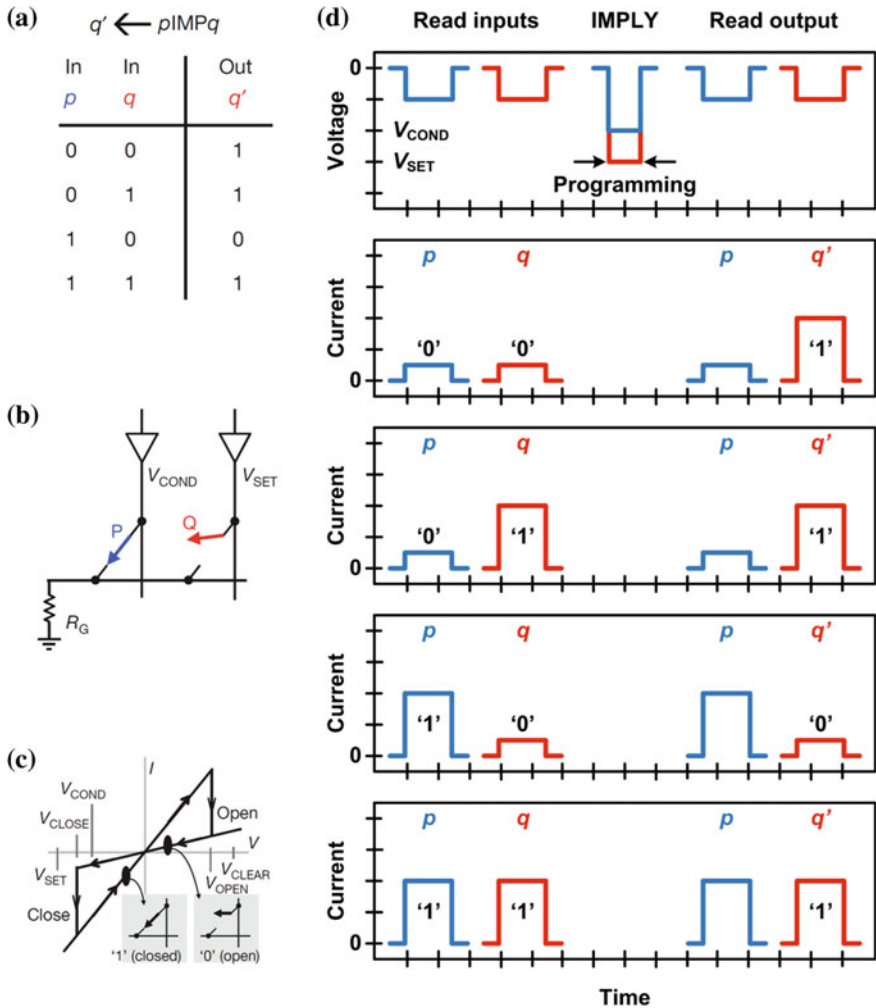 (a)
q' ← pIMPq
In In Out
p q q'
0 0 1
0 1 1
1 0 0
1 1 1
(b)
V_COND V_SET
P Q
R_G
(c)
I
V_COND
V_CLOSE
Open
V
V_SET
V_CLEAR
V_OPEN
Close
'1' (closed) '0' (open)
(d)
Read inputs IMPLY Read output
0
Voltage
V_COND
V_SET
Programming
p q p q'
Current
'0' '0' '1'
0
p q p q'
Current
'0' '1' '1'
0
p q p q'
Current
'1' '0' '0'
0
p q p q'
Current
'1' '1' '1'
0
Time